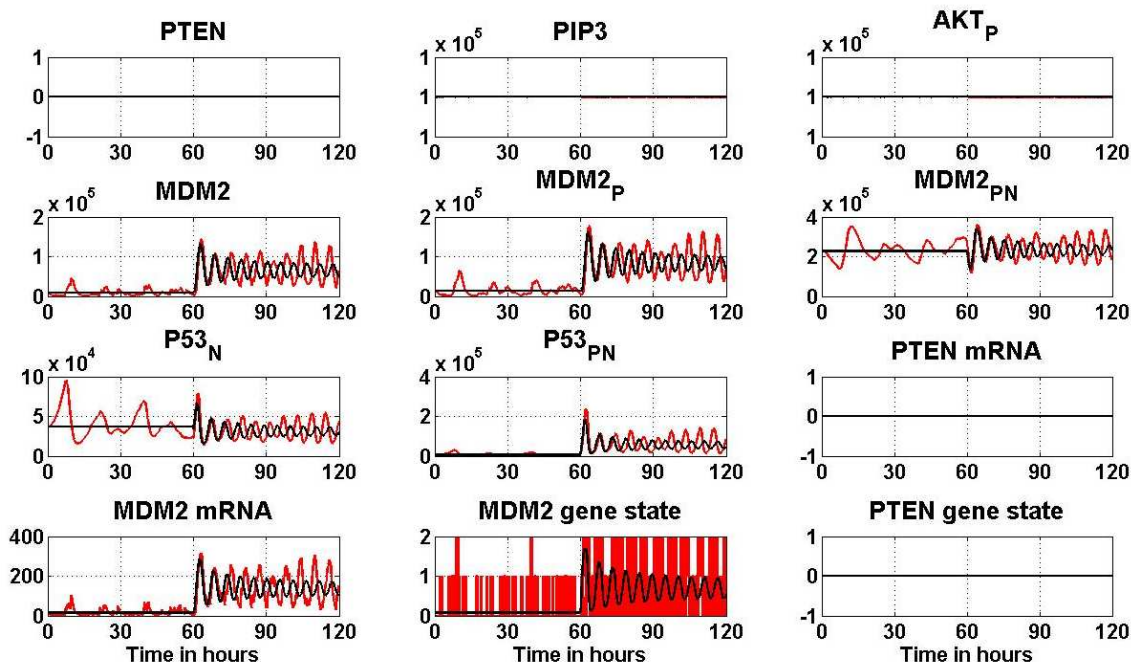 PTEN
1
0
-1
0 30 60 90 120
PIP3
x 10^5
1
1
1
0 30 60 90 120
AKT_P
x 10^5
1
1
1
0 30 60 90 120
MDM2
x 10^5
2
1
0
0 30 60 90 120
MDM2_P
x 10^5
2
1
0
0 30 60 90 120
MDM2_PN
x 10^5
4
2
0
0 30 60 90 120
P53_N
x 10^4
10
5
0
0 30 60 90 120
P53_PN
x 10^5
4
2
0
0 30 60 90 120
PTEN mRNA
1
0
-1
0 30 60 90 120
MDM2 mRNA
400
200
0
0 30 60 90 120
Time in hours
MDM2 gene state
2
1
0
0 30 60 90 120
Time in hours
PTEN gene state
1
0
-1
0 30 60 90 120
Time in hours